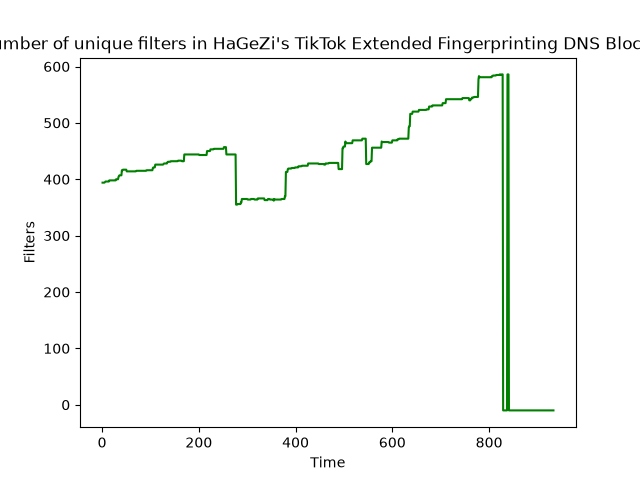 umber of unique filters in HaGeZi's TikTok Extended Fingerprinting DNS Bloc
600
500
400
300
200
100
0
Filters
0 200 400 600 800
Time